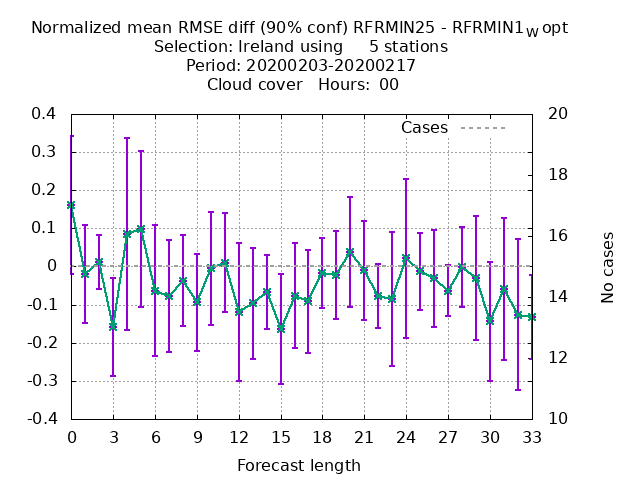 Normalized mean RMSE diff (90% conf) RFRMIN25 - RFRMIN1W opt
Selection: Ireland using 5 stations
Period: 20200203-20200217
Cloud cover Hours: 00
Cases
0.4
0.3
0.2
0.1
0
-0.1
-0.2
-0.3
-0.4
20
18
16
14
12
10
No cases
0 3 6 9 12 15 18 21 24 27 30 33
Forecast length